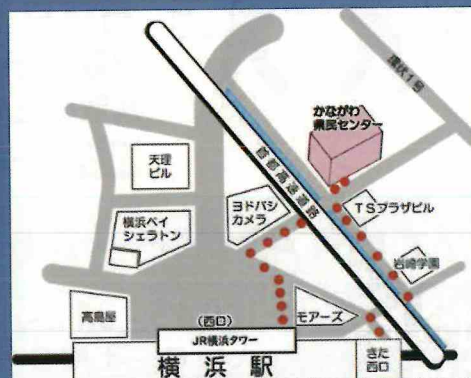 環状1号
かながわ
県民センター
首都高速道路
天理
ビル
ヨドバシ
カメラ
TSプラザビル
横浜ベイ
シェラトン
岩崎学園
高島屋
(西口)
モアーズ
JR横浜タワー
きた
西口
横浜駅